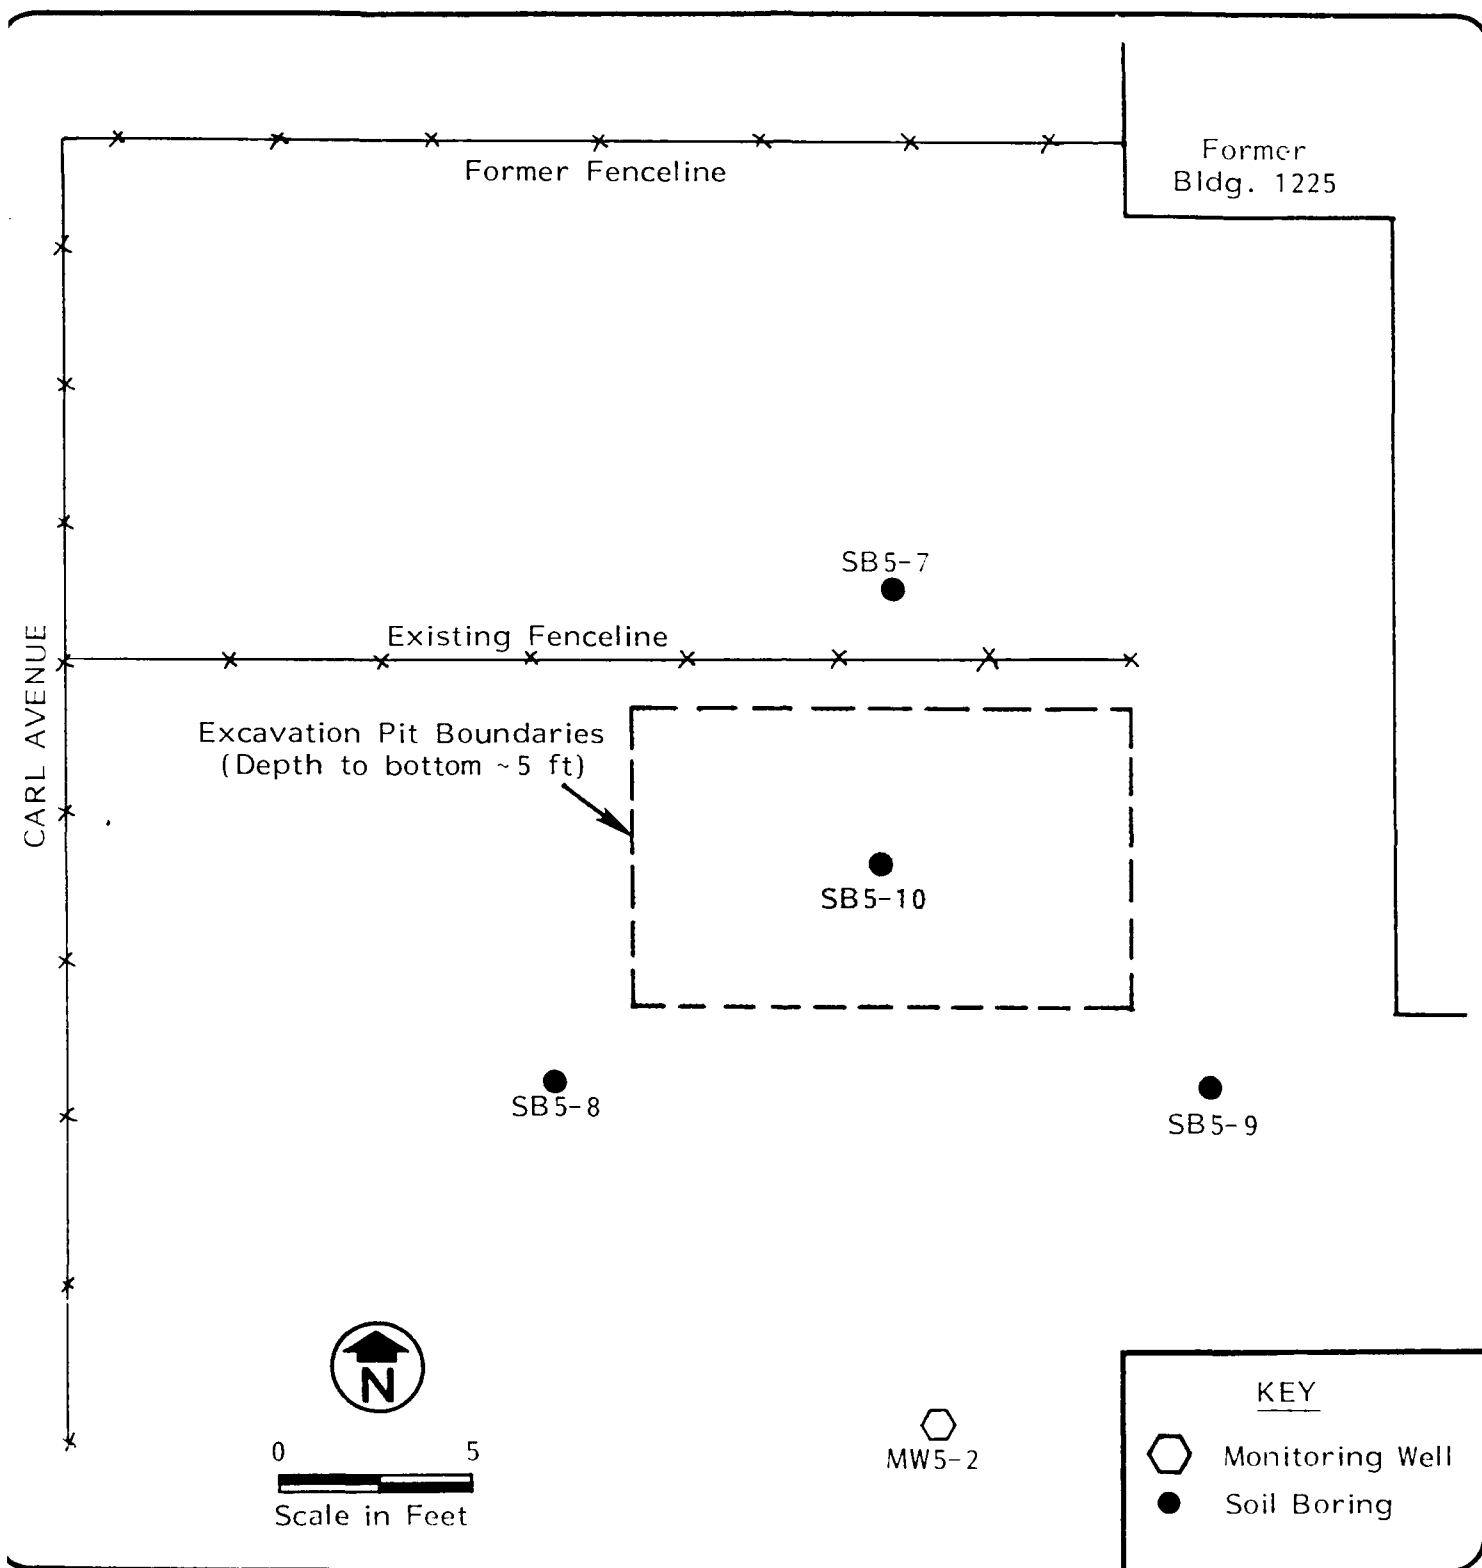 Former
Bldg. 1225
Former Fenceline
SB5-7
Existing Fenceline
CARL AVENUE
Excavation Pit Boundaries
(Depth to bottom ~5 ft)
SB5-10
SB5-8
SB5-9
N
0 5
Scale in Feet
MW5-2
KEY
Monitoring Well
Soil Boring